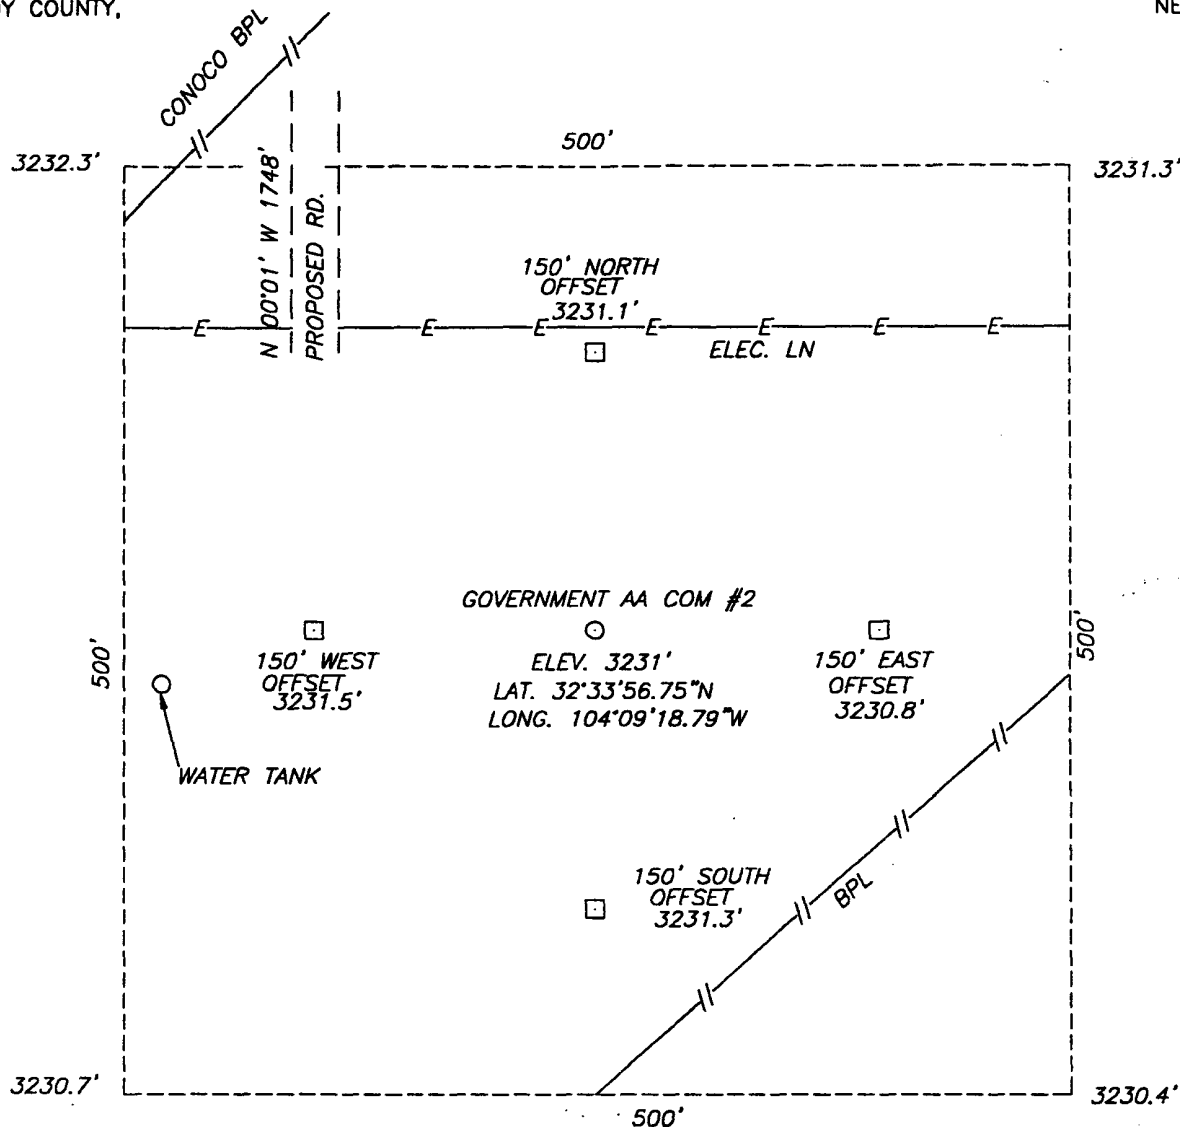 DY COUNTY,
NE
CONOCO BPL
3232.3'
500'
3231.3'
N 00°01' W 1748'
PROPOSED RD.
150' NORTH
OFFSET
3231.1'
E E E E E E E
ELEC. LN
GOVERNMENT AA COM #2
500'
500'
150' WEST
OFFSET
3231.5'
ELEV. 3231'
LAT. 32°33'56.75"N
LONG. 104°09'18.79"W
150' EAST
OFFSET
3230.8'
WATER TANK
150' SOUTH
OFFSET
3231.3'
BPL
3230.7'
500'
3230.4'